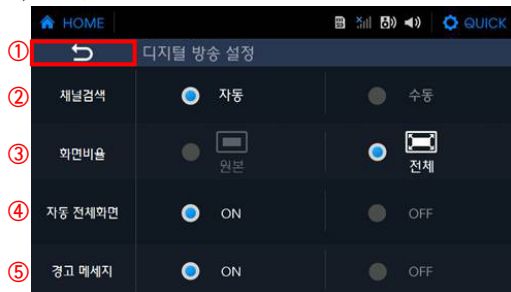 HOME QUICK
① 디지털 방송 설정
② 채널검색 자동 수동
③ 화면비율 원본 전체
④ 자동 전체화면 ON OFF
⑤ 경고 메세지 ON OFF